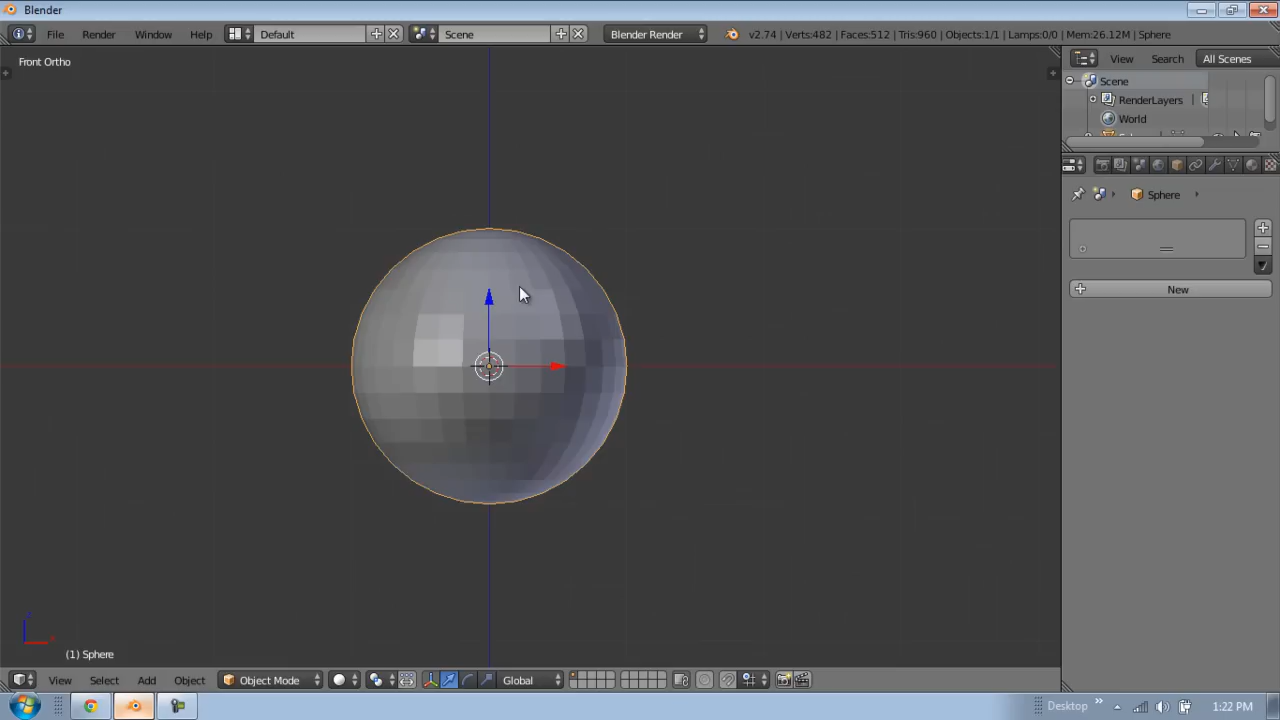 Blender
File Render Window Help Default Scene Blender Render v2.74 | Verts:482 | Faces:512 | Tris:960 | Objects:1/1 | Lamps:0/0 | Mem:26.12M | Sphere
Front Ortho
View Search All Scenes
Scene
RenderLayers
World
Sphere
New
(1) Sphere
View Select Add Object Object Mode Global
Desktop 1:22 PM